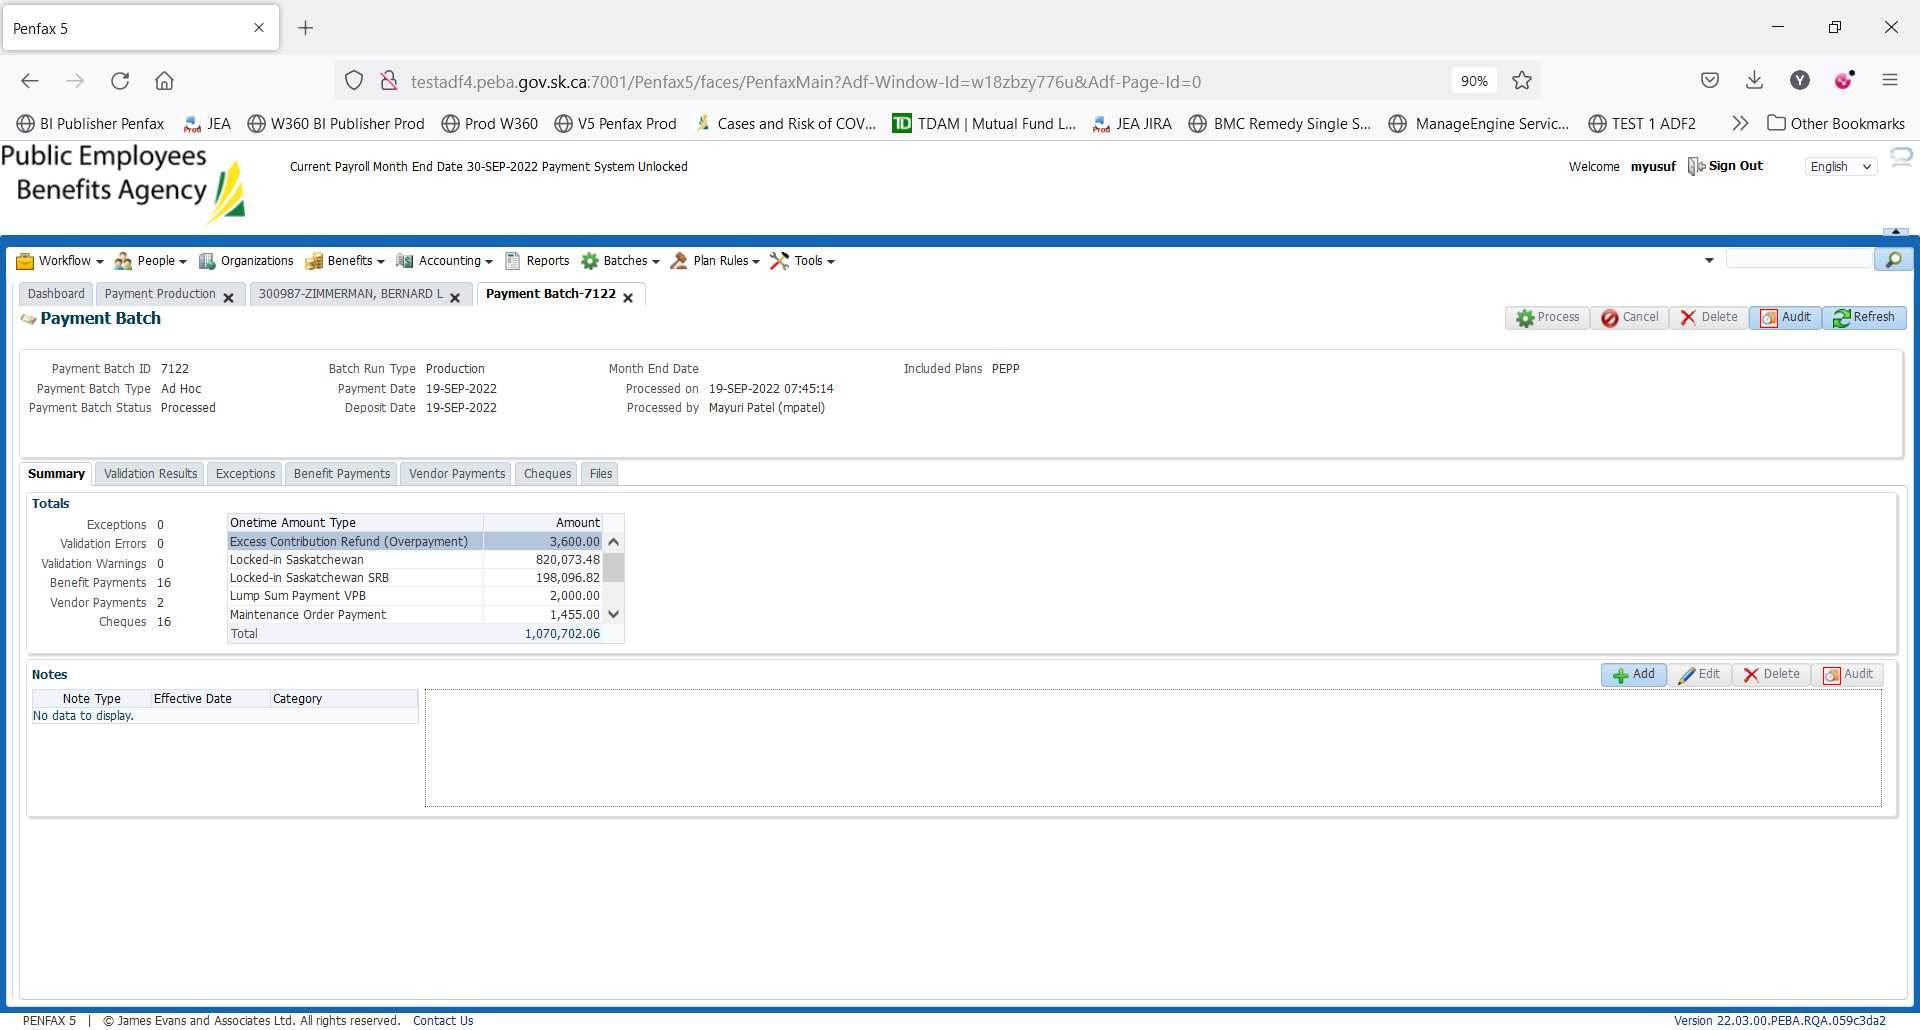 Penfax 5
testadf4.peba.gov.sk.ca:7001/Penfax5/faces/PenfaxMain?Adf-Window-Id=w18zbzy776u&Adf-Page-Id=0
90%
Y
BI Publisher Penfax
Prod
JEA
W360 BI Publisher Prod
Prod W360
V5 Penfax Prod
Cases and Risk of COV...
TD
TDAM | Mutual Fund L...
Prod
JEA JIRA
BMC Remedy Single S...
ManageEngine Servic...
TEST 1 ADF2
Other Bookmarks
Public Employees
Benefits Agency
Current Payroll Month End Date 30-SEP-2022 Payment System Unlocked
Welcome myusuf
Sign Out
English
Workflow
People
Organizations
Benefits
Accounting
Reports
Batches
Plan Rules
Tools
Dashboard
Payment Production
300987-ZIMMERMAN, BERNARD L
Payment Batch-7122
Payment Batch
Process
Cancel
Delete
Audit
Refresh
Payment Batch ID 7122
Payment Batch Type Ad Hoc
Payment Batch Status Processed
Batch Run Type Production
Payment Date 19-SEP-2022
Deposit Date 19-SEP-2022
Month End Date
Processed on 19-SEP-2022 07:45:14
Processed by Mayuri Patel (mpatel)
Included Plans PEPP
Summary
Validation Results
Exceptions
Benefit Payments
Vendor Payments
Cheques
Files
Totals
Exceptions 0
Validation Errors 0
Validation Warnings 0
Benefit Payments 16
Vendor Payments 2
Cheques 16
Onetime Amount Type Amount
Excess Contribution Refund (Overpayment) 3,600.00
Locked-in Saskatchewan 820,073.48
Locked-in Saskatchewan SRB 198,096.82
Lump Sum Payment VPB 2,000.00
Maintenance Order Payment 1,455.00
Total 1,070,702.06
Notes
Add
Edit
Delete
Audit
Note Type Effective Date Category
No data to display.
PENFAX 5 | © James Evans and Associates Ltd. All rights reserved. Contact Us
Version 22.03.00.PEBA.RQA.059c3da2